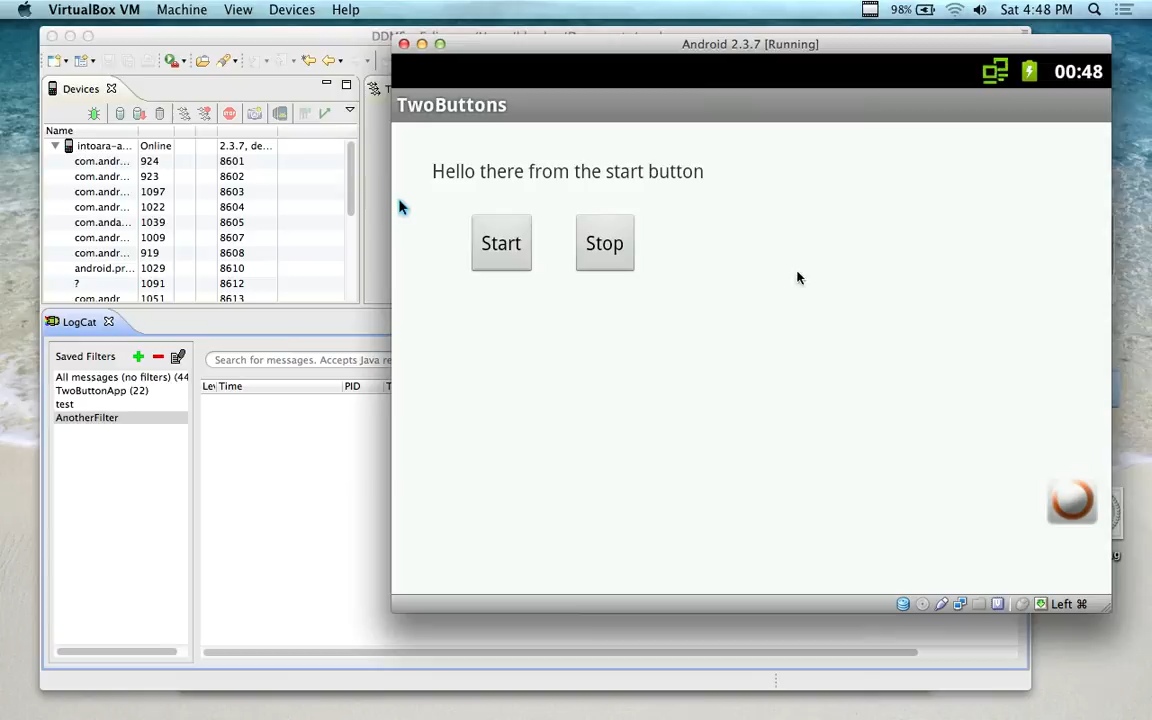 VirtualBox VM Machine View Devices Help
98% Sat 4:48 PM
Android 2.3.7 [Running]
Devices
Name
intoara-a... Online 2.3.7, de...
com.andr... 924 8601
com.andr... 923 8602
com.andr... 1097 8603
com.andr... 1022 8604
com.anda... 1039 8605
com.andr... 1009 8607
com.andr... 919 8608
android.pr... 1029 8610
? 1091 8612
com.andr 1051 8613
00:48
TwoButtons
Hello there from the start button
Start Stop
LogCat
Saved Filters
Search for messages. Accepts Java re
All messages (no filters) (44
TwoButtonApp (22)
test
AnotherFilter
Time PID
Left ⌘